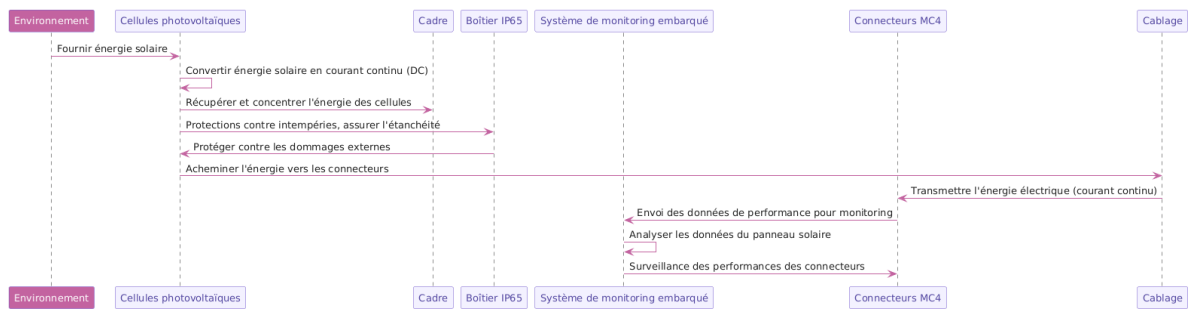 Environnement
Cellules photovoltaïques
Cadre
Boîtier IP65
Système de monitoring embarqué
Connecteurs MC4
Cablage
Fournir énergie solaire
Convertir énergie solaire en courant continu (DC)
Récupérer et concentrer l'énergie des cellules
Protections contre intempéries, assurer l'étanchéité
Protéger contre les dommages externes
Acheminer l'énergie vers les connecteurs
Transmettre l'énergie électrique (courant continu)
Envoi des données de performance pour monitoring
Analyser les données du panneau solaire
Surveillance des performances des connecteurs
Environnement
Cellules photovoltaïques
Cadre
Boîtier IP65
Système de monitoring embarqué
Connecteurs MC4
Cablage